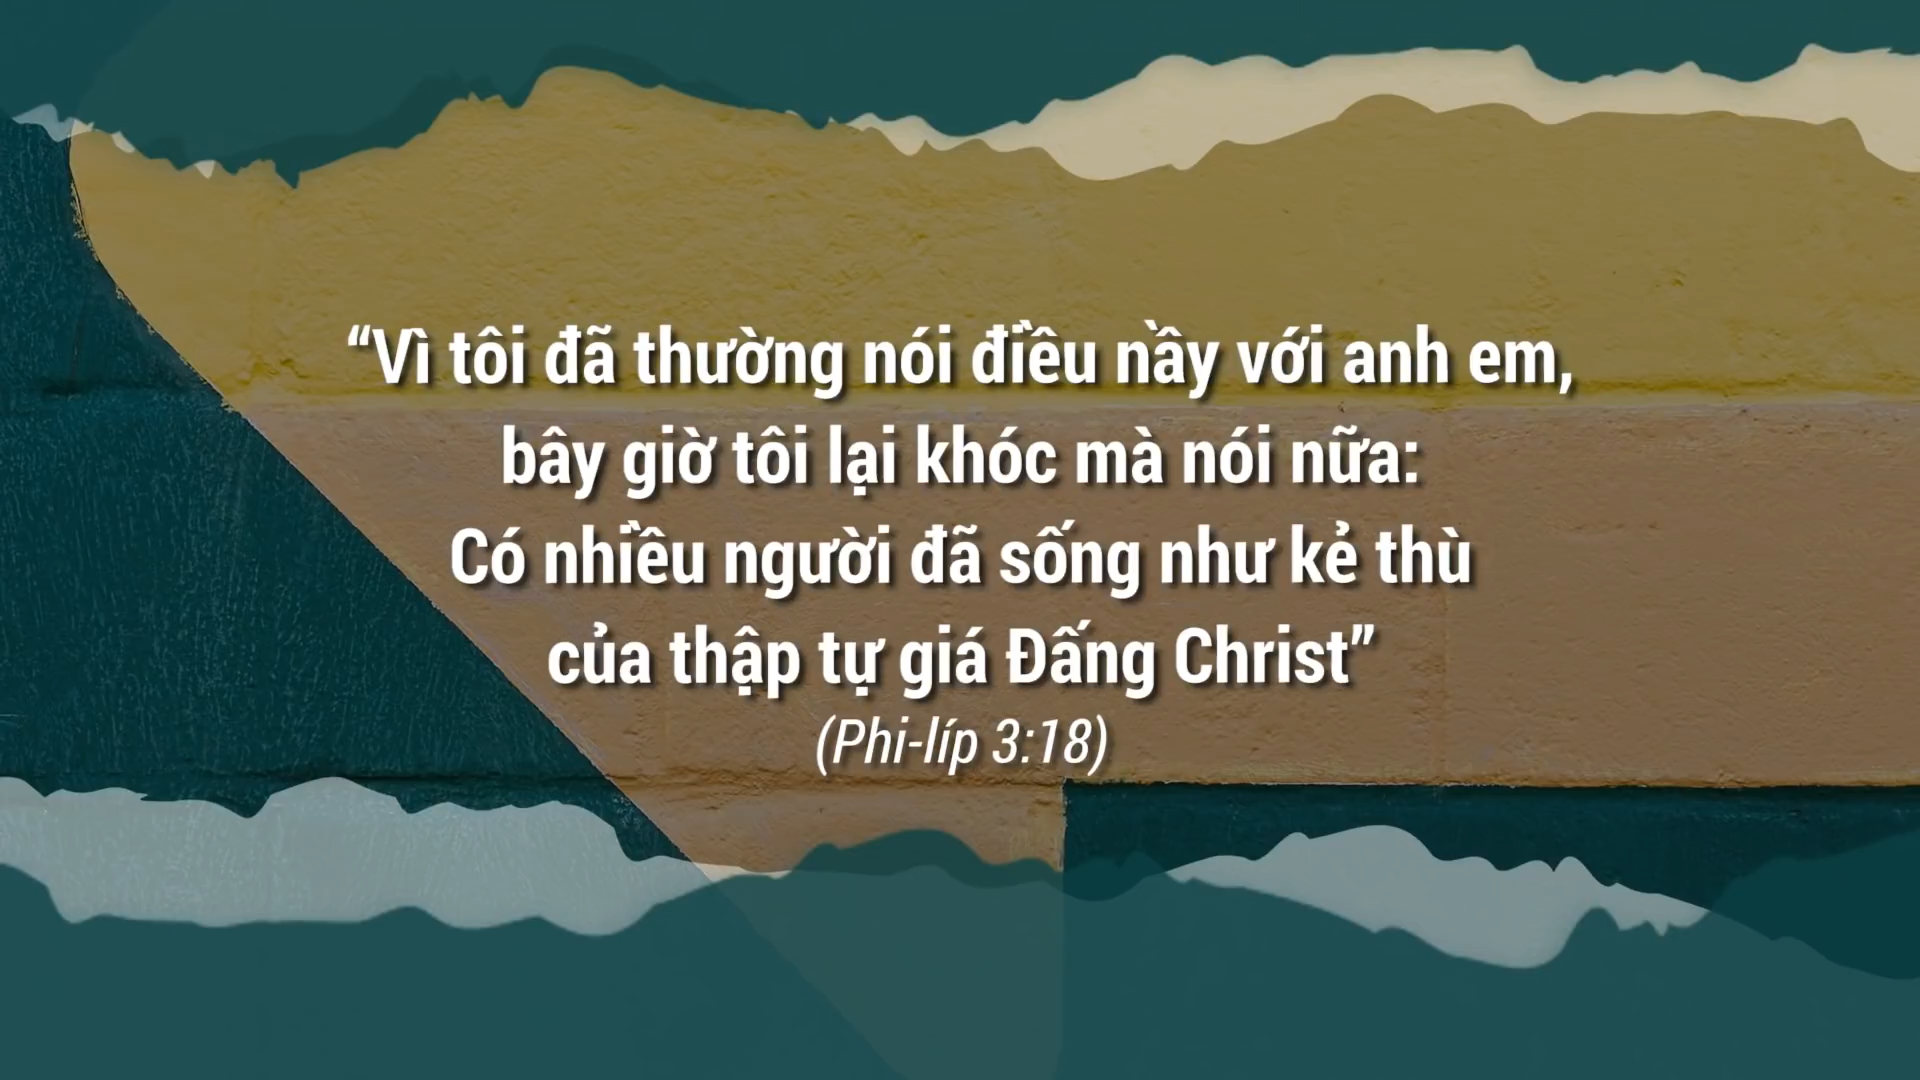 “Vì tôi đã thường nói điều nầy với anh em,
bây giờ tôi lại khóc mà nói nữa:
Có nhiều người đã sống như kẻ thù
của thập tự giá Đấng Christ”
(Phi-líp 3:18)